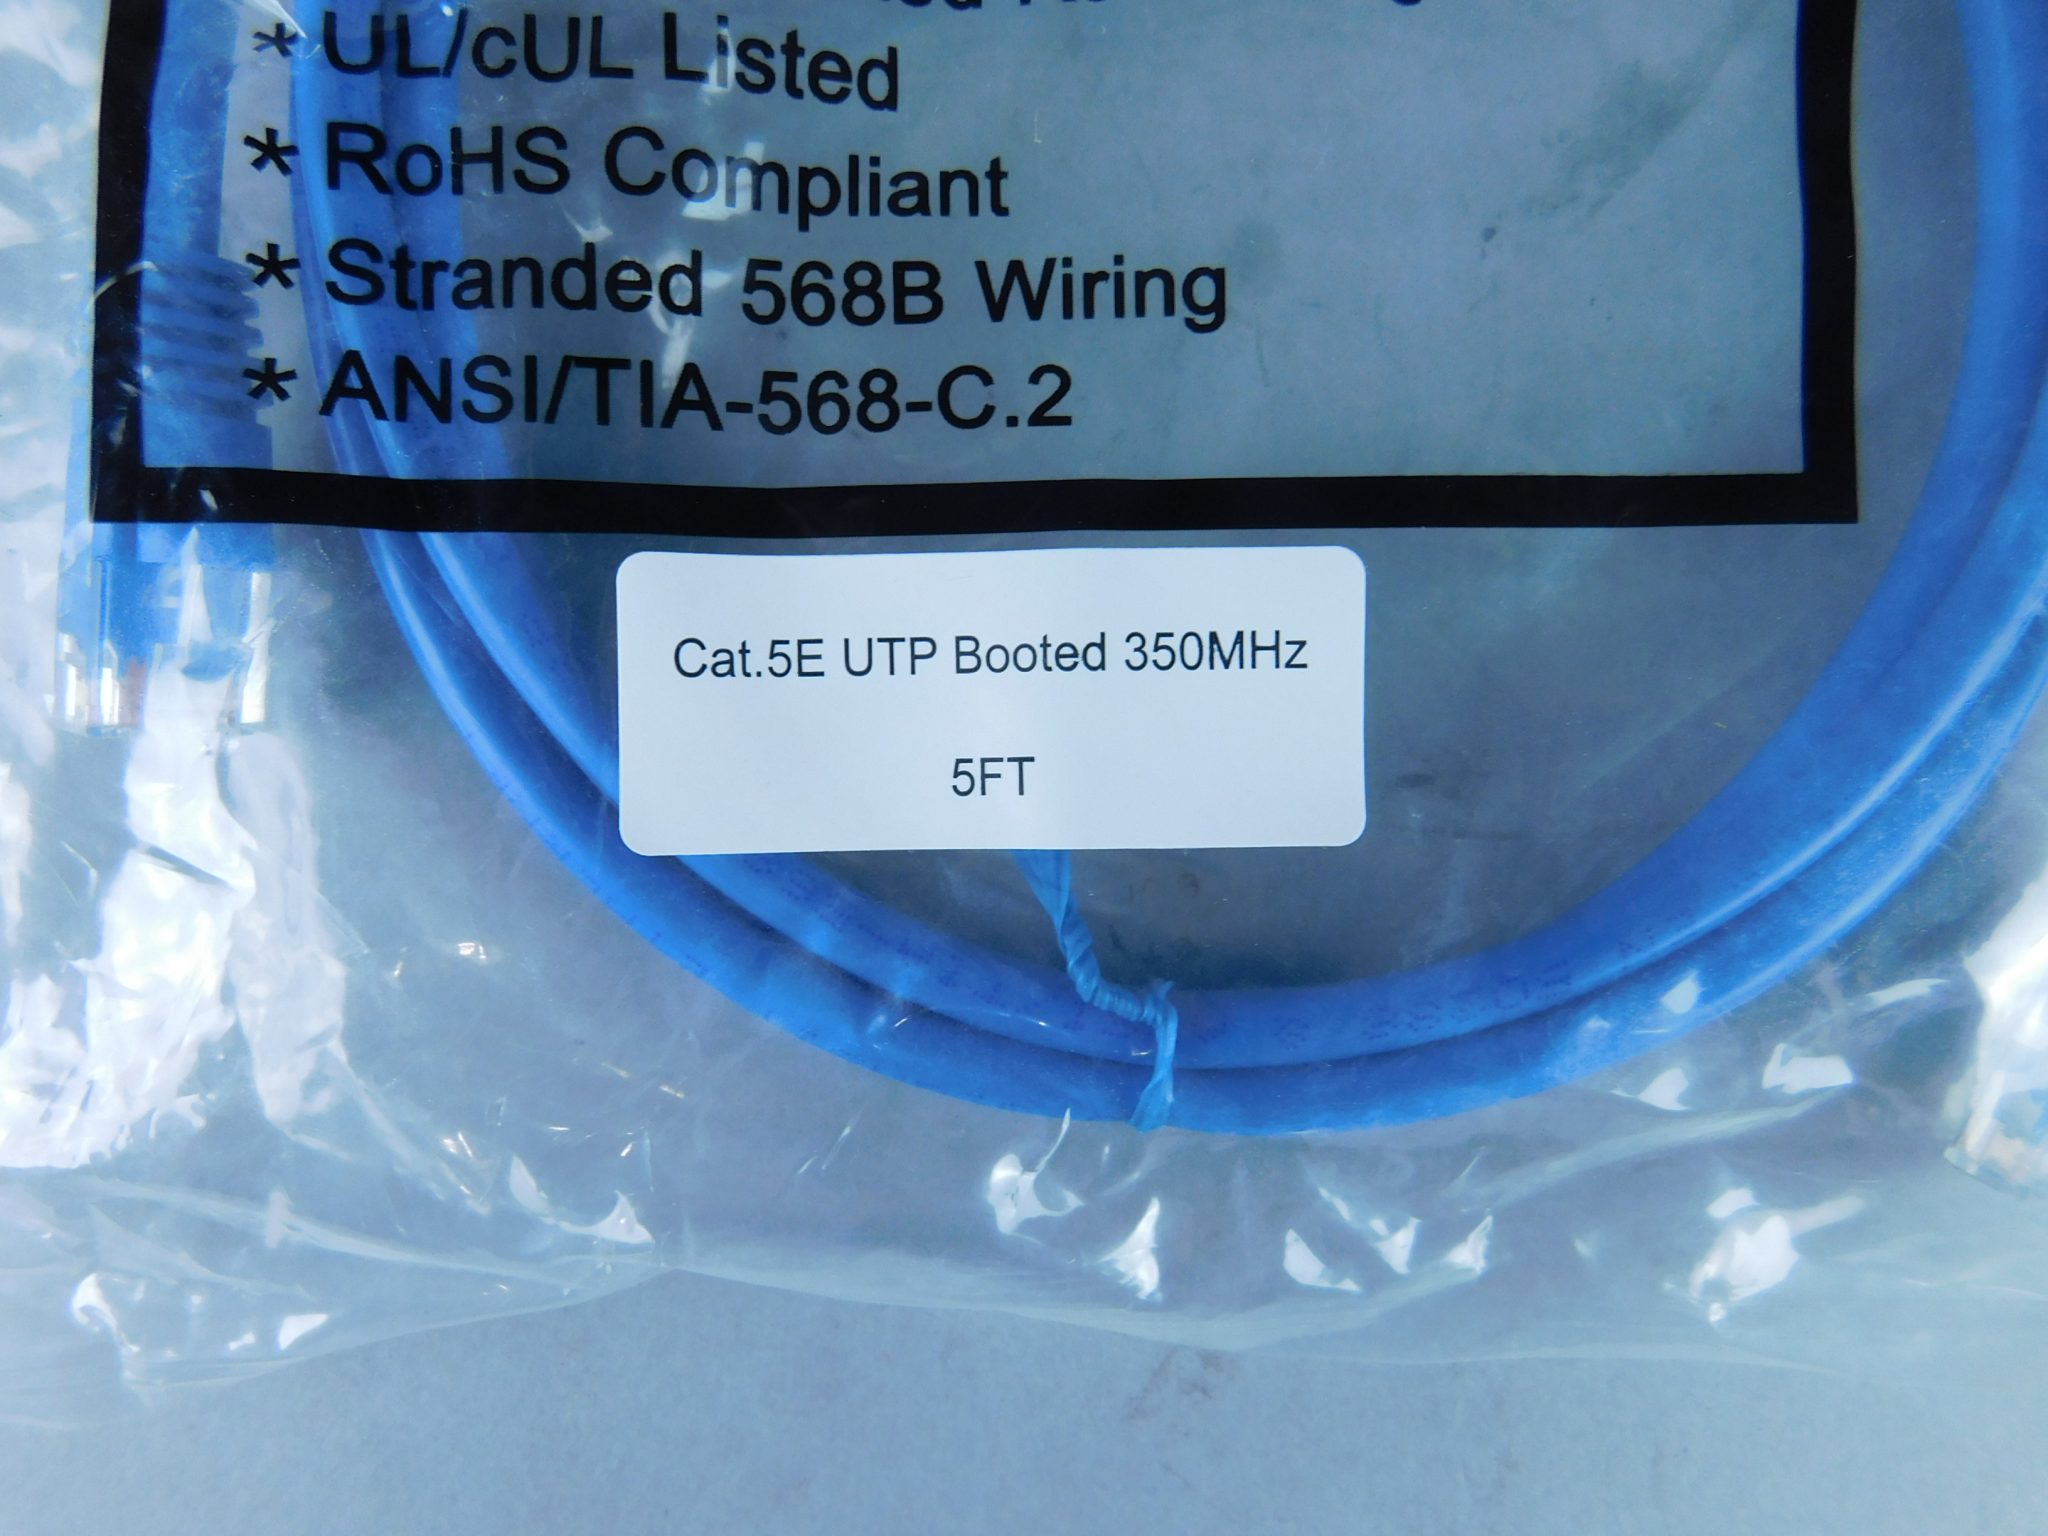 * UL/cUL Listed
* RoHS Compliant
* Stranded 568B Wiring
* ANSI/TIA-568-C.2
Cat.5E UTP Booted 350MHz
5FT